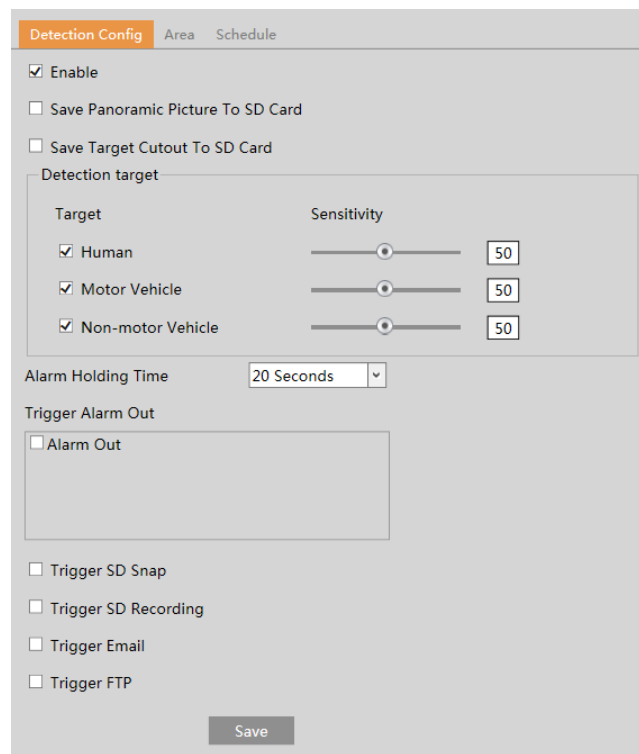 Detection Config Area Schedule
Enable
Save Panoramic Picture To SD Card
Save Target Cutout To SD Card
Detection target
Target Sensitivity
Human 50
Motor Vehicle 50
Non-motor Vehicle 50
Alarm Holding Time 20 Seconds
Trigger Alarm Out
Alarm Out
Trigger SD Snap
Trigger SD Recording
Trigger Email
Trigger FTP
Save